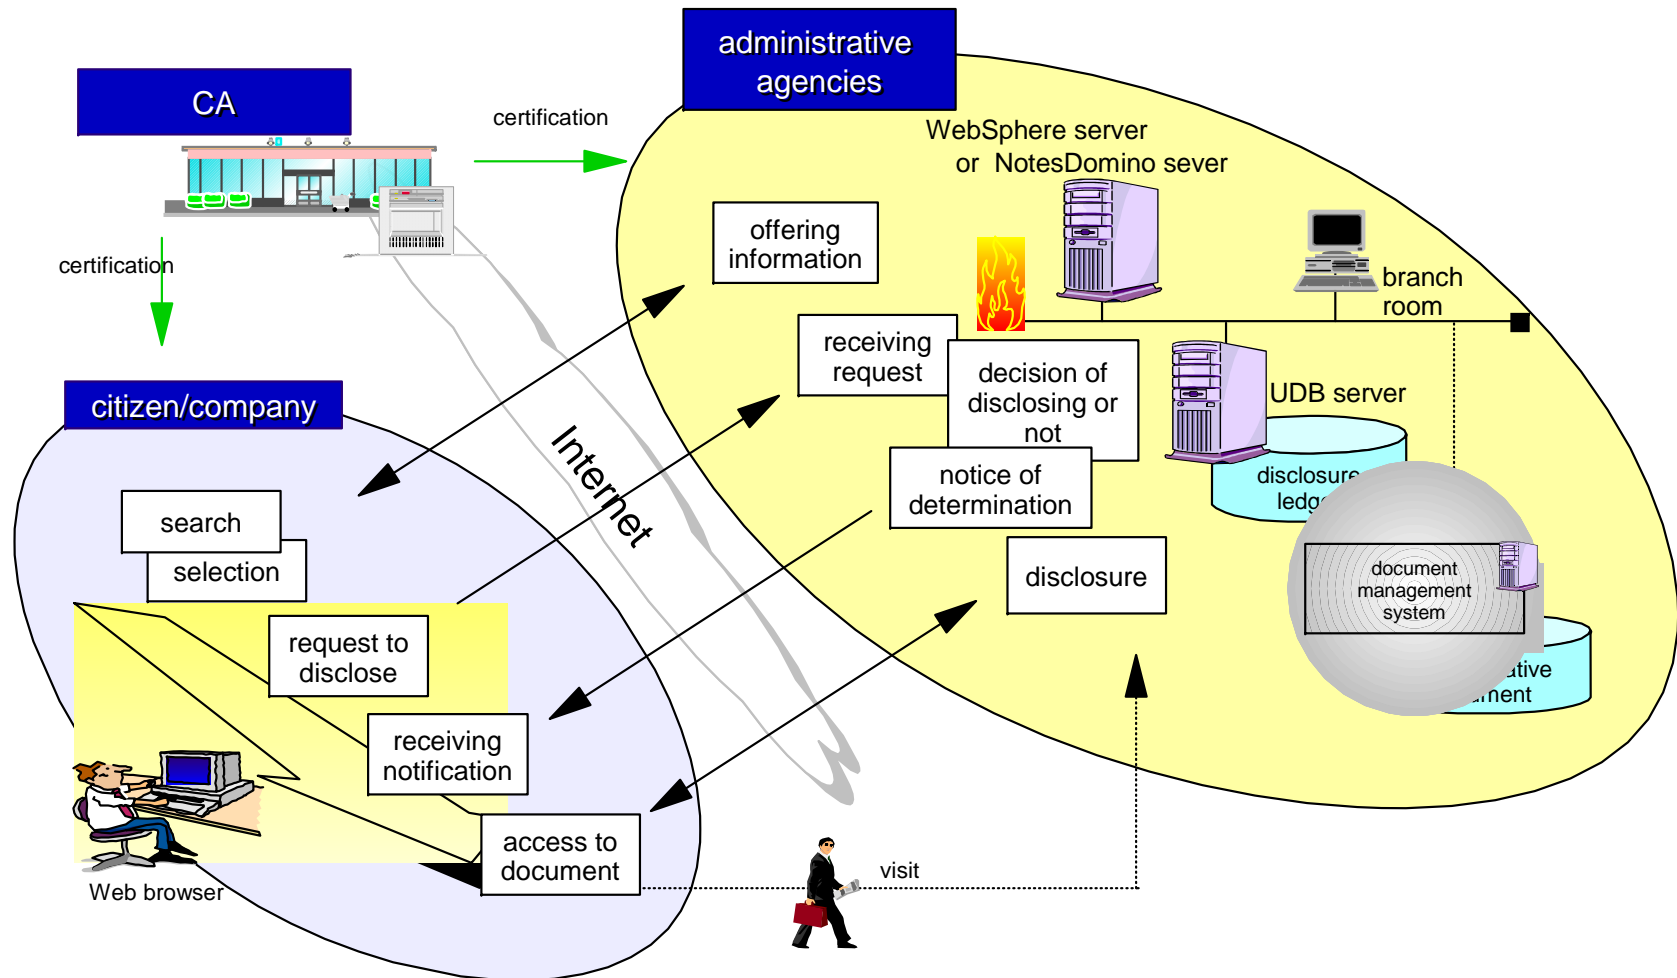 administrative
agencies
CA
certification
WebSphere server
or NotesDomino sever
certification
offering
information
branch
room
receiving
request
decision of
disclosing or
not
UDB server
citizen/company
Internet
notice of
determination
disclosure
search
selection
disclosure
document
management
system
request to
disclose
receiving
notification
access to
document
visit
Web browser